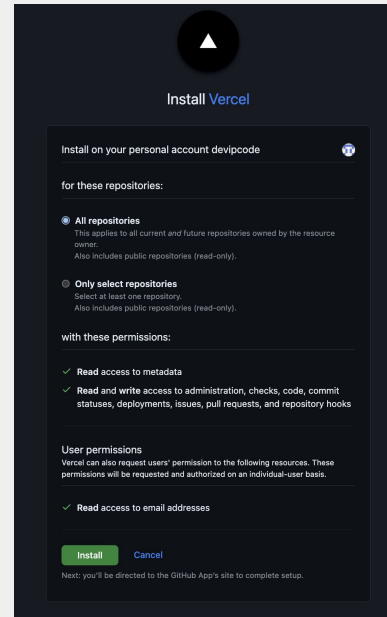 Install Vercel
Install on your personal account devipcode
for these repositories:
All repositories
This applies to all current and future repositories owned by the resource
owner.
Also includes public repositories (read-only).
Only select repositories
Select at least one repository.
Also includes public repositories (read-only).
with these permissions:
Read access to metadata
Read and write access to administration, checks, code, commit
statuses, deployments, issues, pull requests, and repository hooks
User permissions
Vercel can also request users' permission to the following resources. These
permissions will be requested and authorized on an individual-user basis.
Read access to email addresses
Install Cancel
Next: you'll be directed to the GitHub App's site to complete setup.